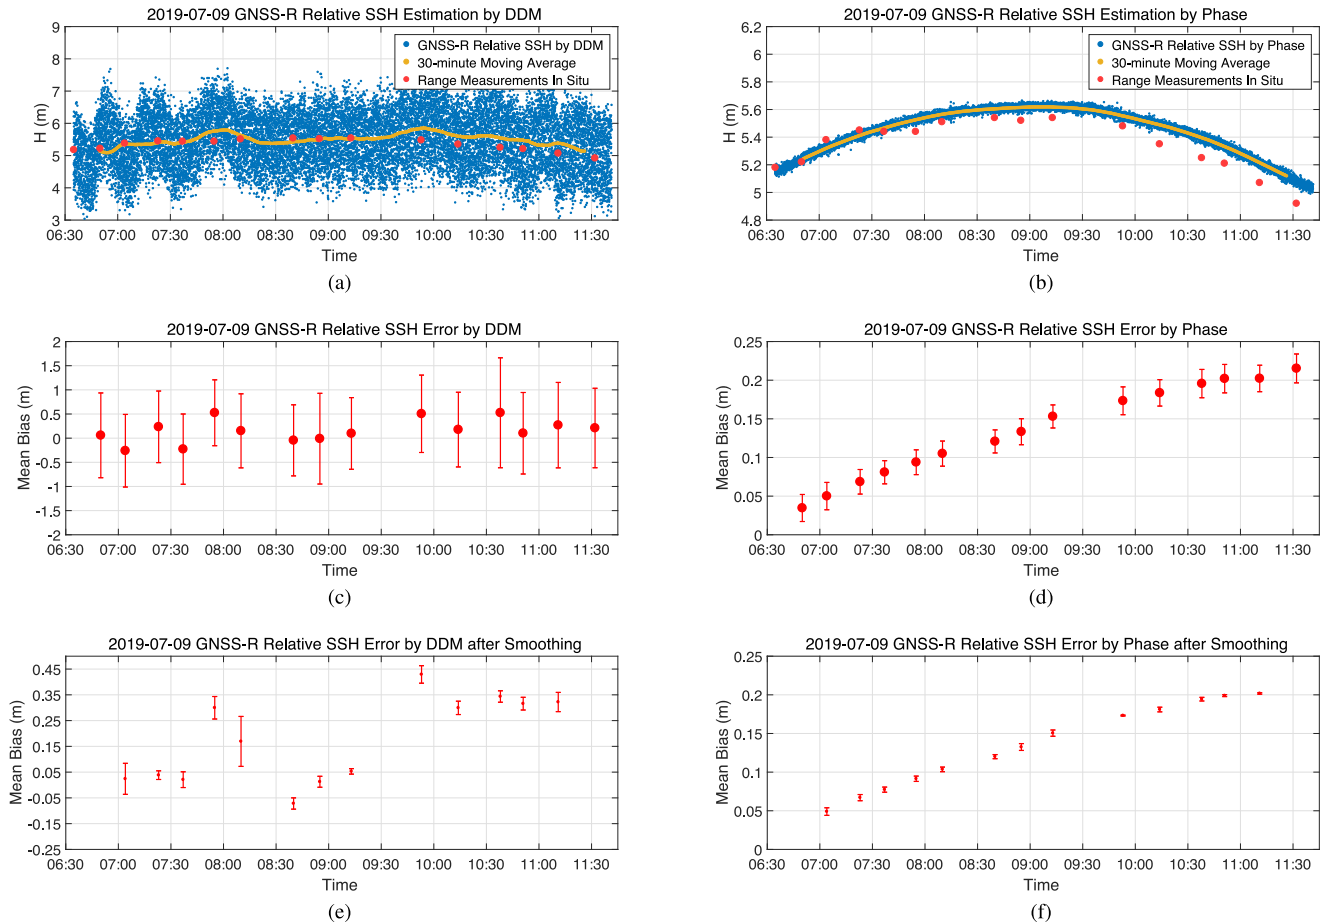 2019-07-09 GNSS-R Relative SSH Estimation by DDM
9
8
7
6
5
4
3
H (m)
GNSS-R Relative SSH by DDM
30-minute Moving Average
Range Measurements In Situ
06:30 07:00 07:30 08:00 08:30 09:00 09:30 10:00 10:30 11:00 11:30
Time
(a)
2019-07-09 GNSS-R Relative SSH Estimation by Phase
6.2
6
5.8
5.6
5.4
5.2
5
4.8
H (m)
GNSS-R Relative SSH by Phase
30-minute Moving Average
Range Measurements In Situ
06:30 07:00 07:30 08:00 08:30 09:00 09:30 10:00 10:30 11:00 11:30
Time
(b)
2019-07-09 GNSS-R Relative SSH Error by DDM
2
1.5
1
0.5
0
-0.5
-1
-1.5
-2
Mean Bias (m)
06:30 07:00 07:30 08:00 08:30 09:00 09:30 10:00 10:30 11:00 11:30
Time
(c)
2019-07-09 GNSS-R Relative SSH Error by Phase
0.25
0.2
0.15
0.1
0.05
0
Mean Bias (m)
06:30 07:00 07:30 08:00 08:30 09:00 09:30 10:00 10:30 11:00 11:30
Time
(d)
2019-07-09 GNSS-R Relative SSH Error by DDM after Smoothing
0.45
0.35
0.25
0.15
0.05
-0.05
-0.15
-0.25
Mean Bias (m)
06:30 07:00 07:30 08:00 08:30 09:00 09:30 10:00 10:30 11:00 11:30
Time
(e)
2019-07-09 GNSS-R Relative SSH Error by Phase after Smoothing
0.25
0.2
0.15
0.1
0.05
0
Mean Bias (m)
06:30 07:00 07:30 08:00 08:30 09:00 09:30 10:00 10:30 11:00 11:30
Time
(f)